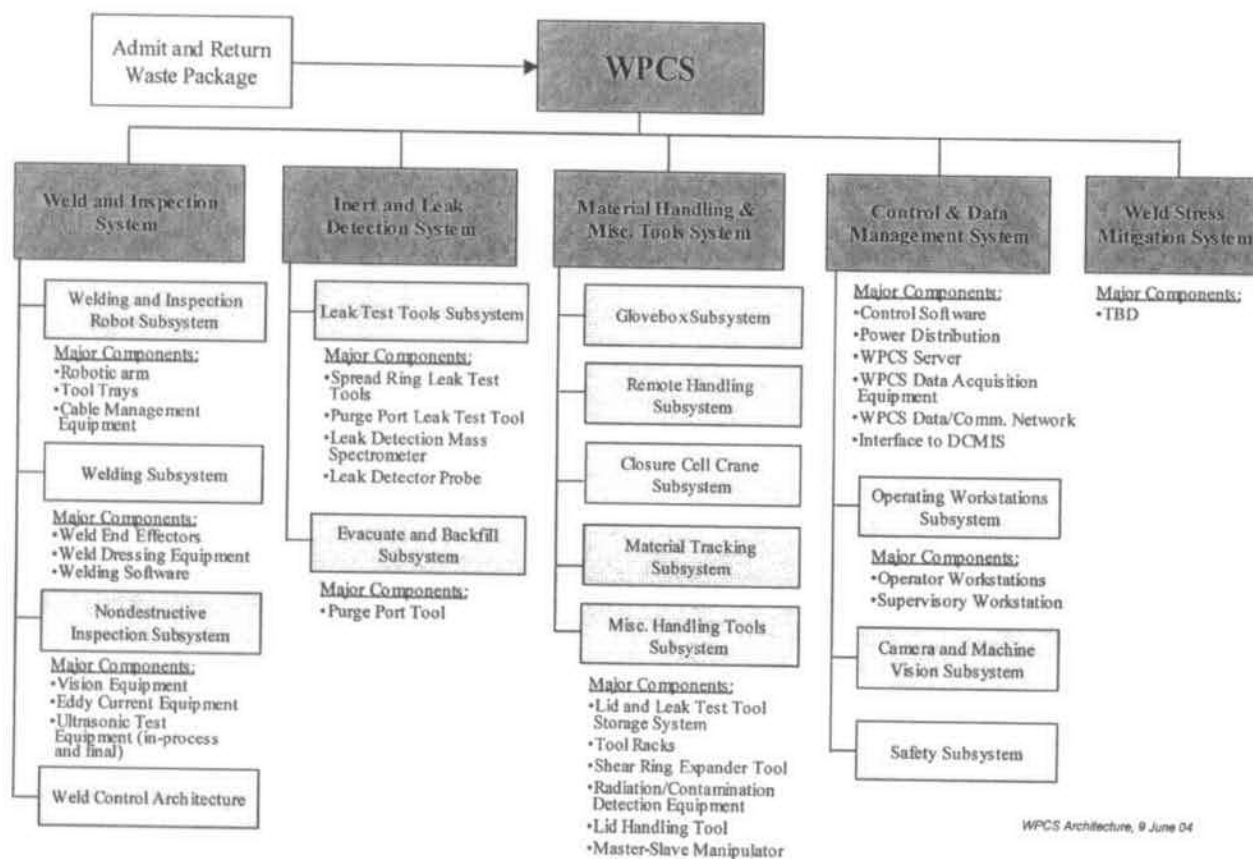 Admit and Return
Waste Package
WPCS
Weld and Inspection
System
Welding and Inspection
Robot Subsystem
Major Components:
•Robotic arm
•Tool Trays
•Cable Management
Equipment
Welding Subsystem
Major Components:
•Weld End Effectors
•Weld Dressing Equipment
•Welding Software
Nondestructive
Inspection Subsystem
Major Components:
•Vision Equipment
•Eddy Current Equipment
•Ultrasonic Test
Equipment (in-process
and final)
Weld Control Architecture
Inert and Leak
Detection System
Leak Test Tools Subsystem
Major Components:
•Spread Ring Leak Test
Tools
•Purge Port Leak Test Tool
•Leak Detection Mass
Spectrometer
•Leak Detector Probe
Evacuate and Backfill
Subsystem
Major Components:
•Purge Port Tool
Material Handling &
Misc. Tools System
Glovebox Subsystem
Remote Handling
Subsystem
Closure Cell Crane
Subsystem
Material Tracking
Subsystem
Misc. Handling Tools
Subsystem
Major Components:
•Lid and Leak Test Tool
Storage System
•Tool Racks
•Shear Ring Expander Tool
•Radiation/Contamination
Detection Equipment
•Lid Handling Tool
•Master-Slave Manipulator
Control & Data
Management System
Major Components:
•Control Software
•Power Distribution
•WPCS Server
•WPCS Data Acquisition
Equipment
•WPCS Data/Comm. Network
•Interface to DCMIS
Operating Workstations
Subsystem
Major Components:
•Operator Workstations
•Supervisory Workstation
Camera and Machine
Vision Subsystem
Safety Subsystem
Weld Stress
Mitigation System
Major Components:
•TBD
WPCS Architecture, 9 June 04